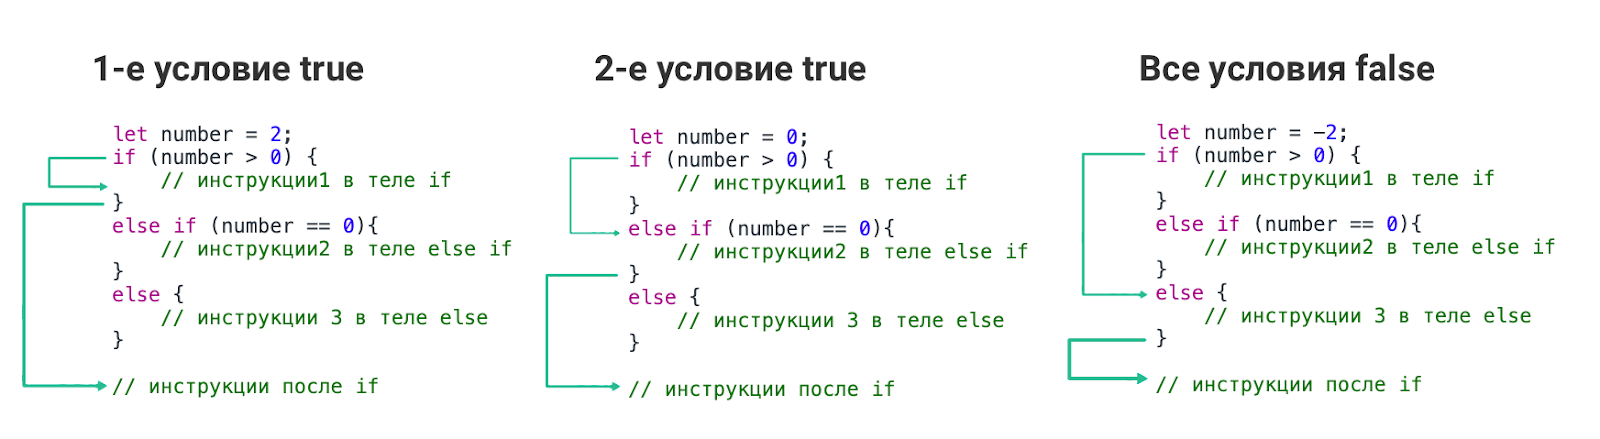 1-е условие true
let number = 2;
if (number > 0) {
// инструкции1 в теле if
}
else if (number == 0){
// инструкции2 в теле else if
}
else {
// инструкции 3 в теле else
}
// инструкции после if
2-е условие true
let number = 0;
if (number > 0) {
// инструкции1 в теле if
}
else if (number == 0){
// инструкции2 в теле else if
}
else {
// инструкции 3 в теле else
}
// инструкции после if
Все условия false
let number = −2;
if (number > 0) {
// инструкции1 в теле if
}
else if (number == 0){
// инструкции2 в теле else if
}
else {
// инструкции 3 в теле else
}
// инструкции после if